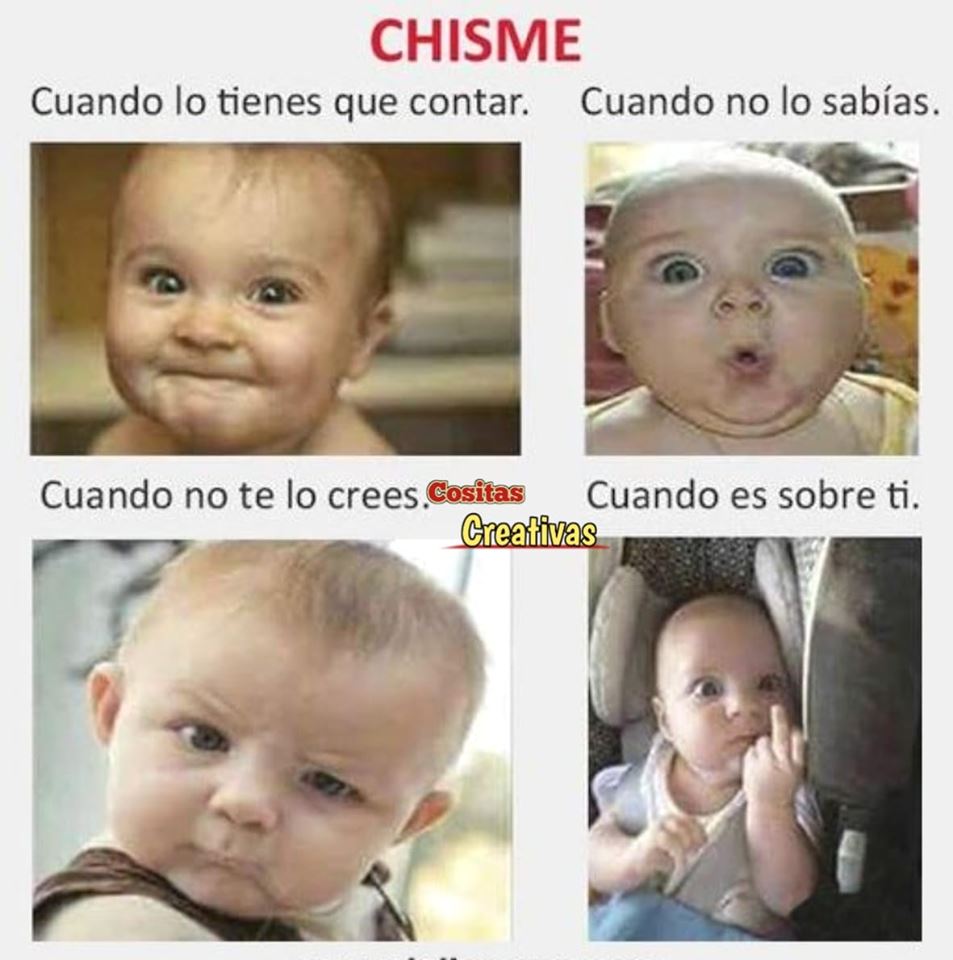 CHISME
Cuando lo tienes que contar.
Cuando no lo sabías.
Cuando no te lo crees.
Cositas
Creativas
Cuando es sobre ti.